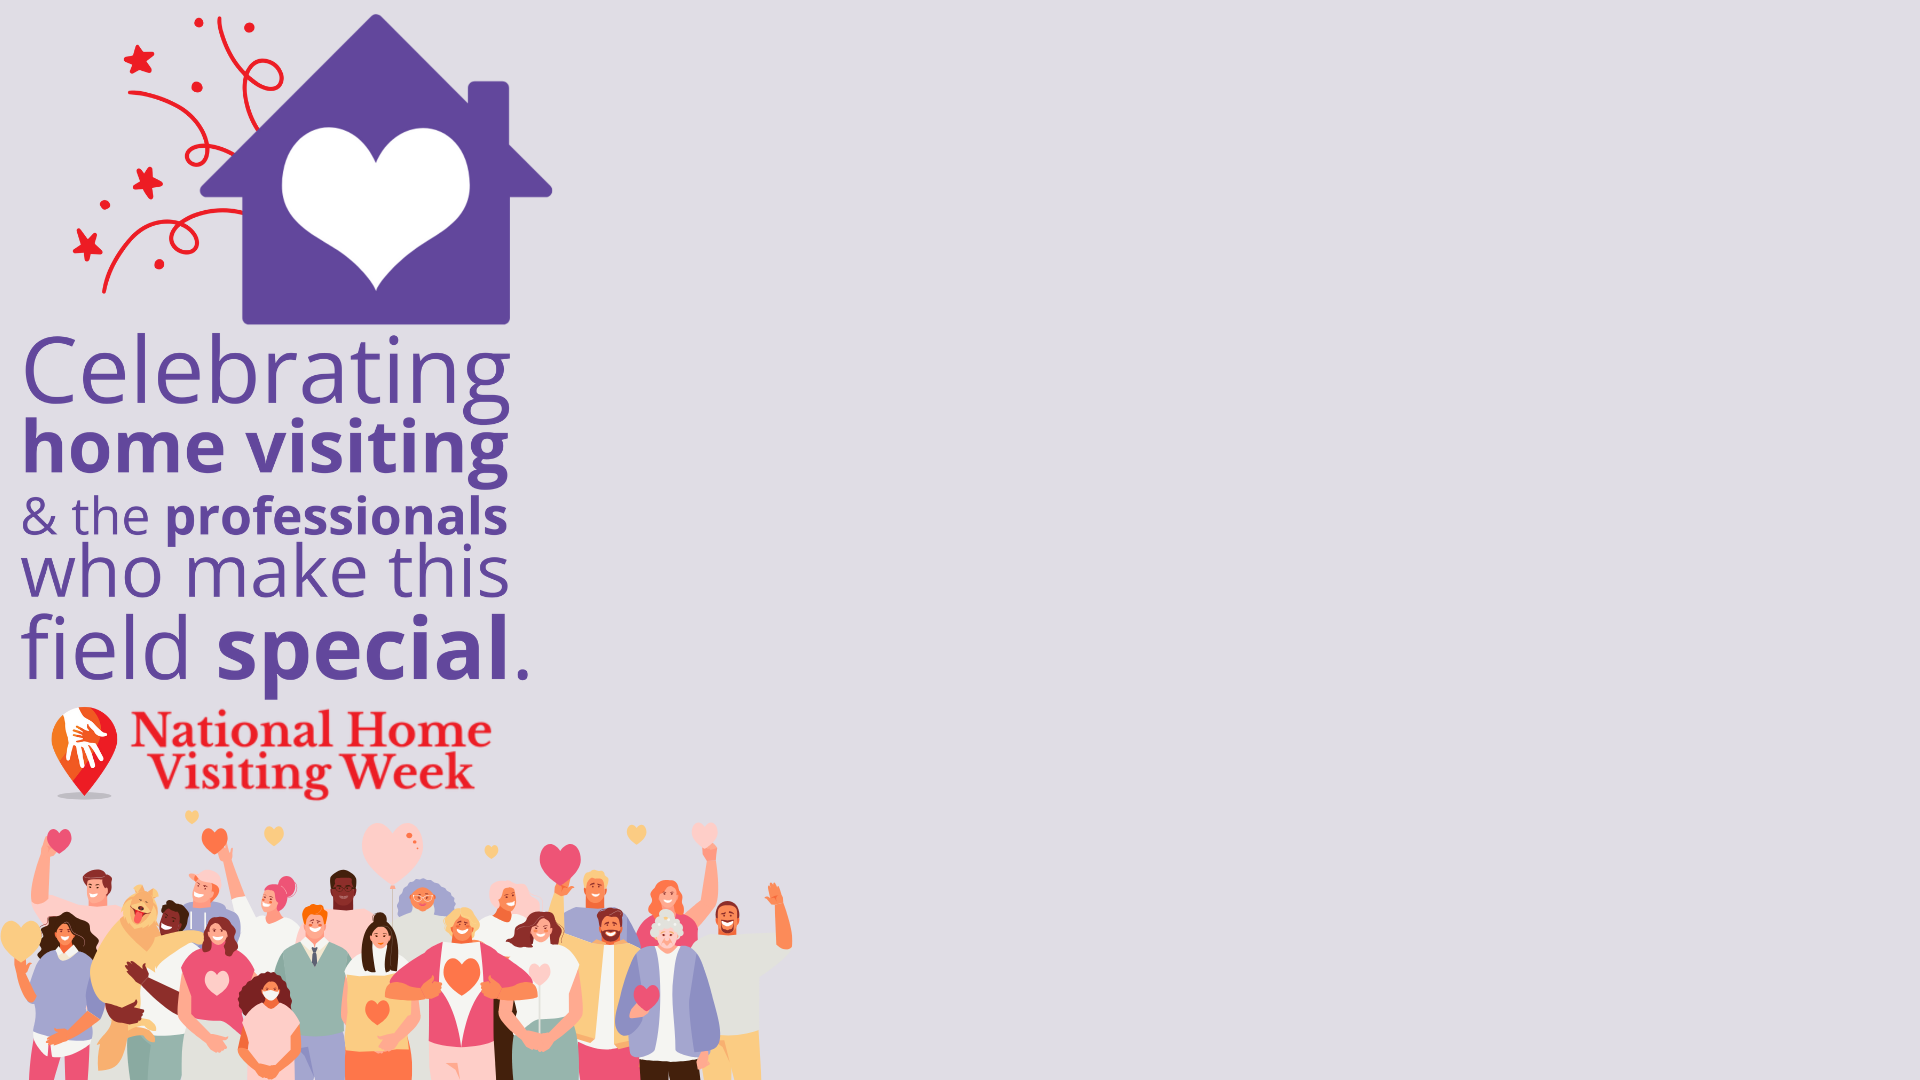 Celebrating
home visiting
& the professionals
who make this
field special.
National Home
Visiting Week